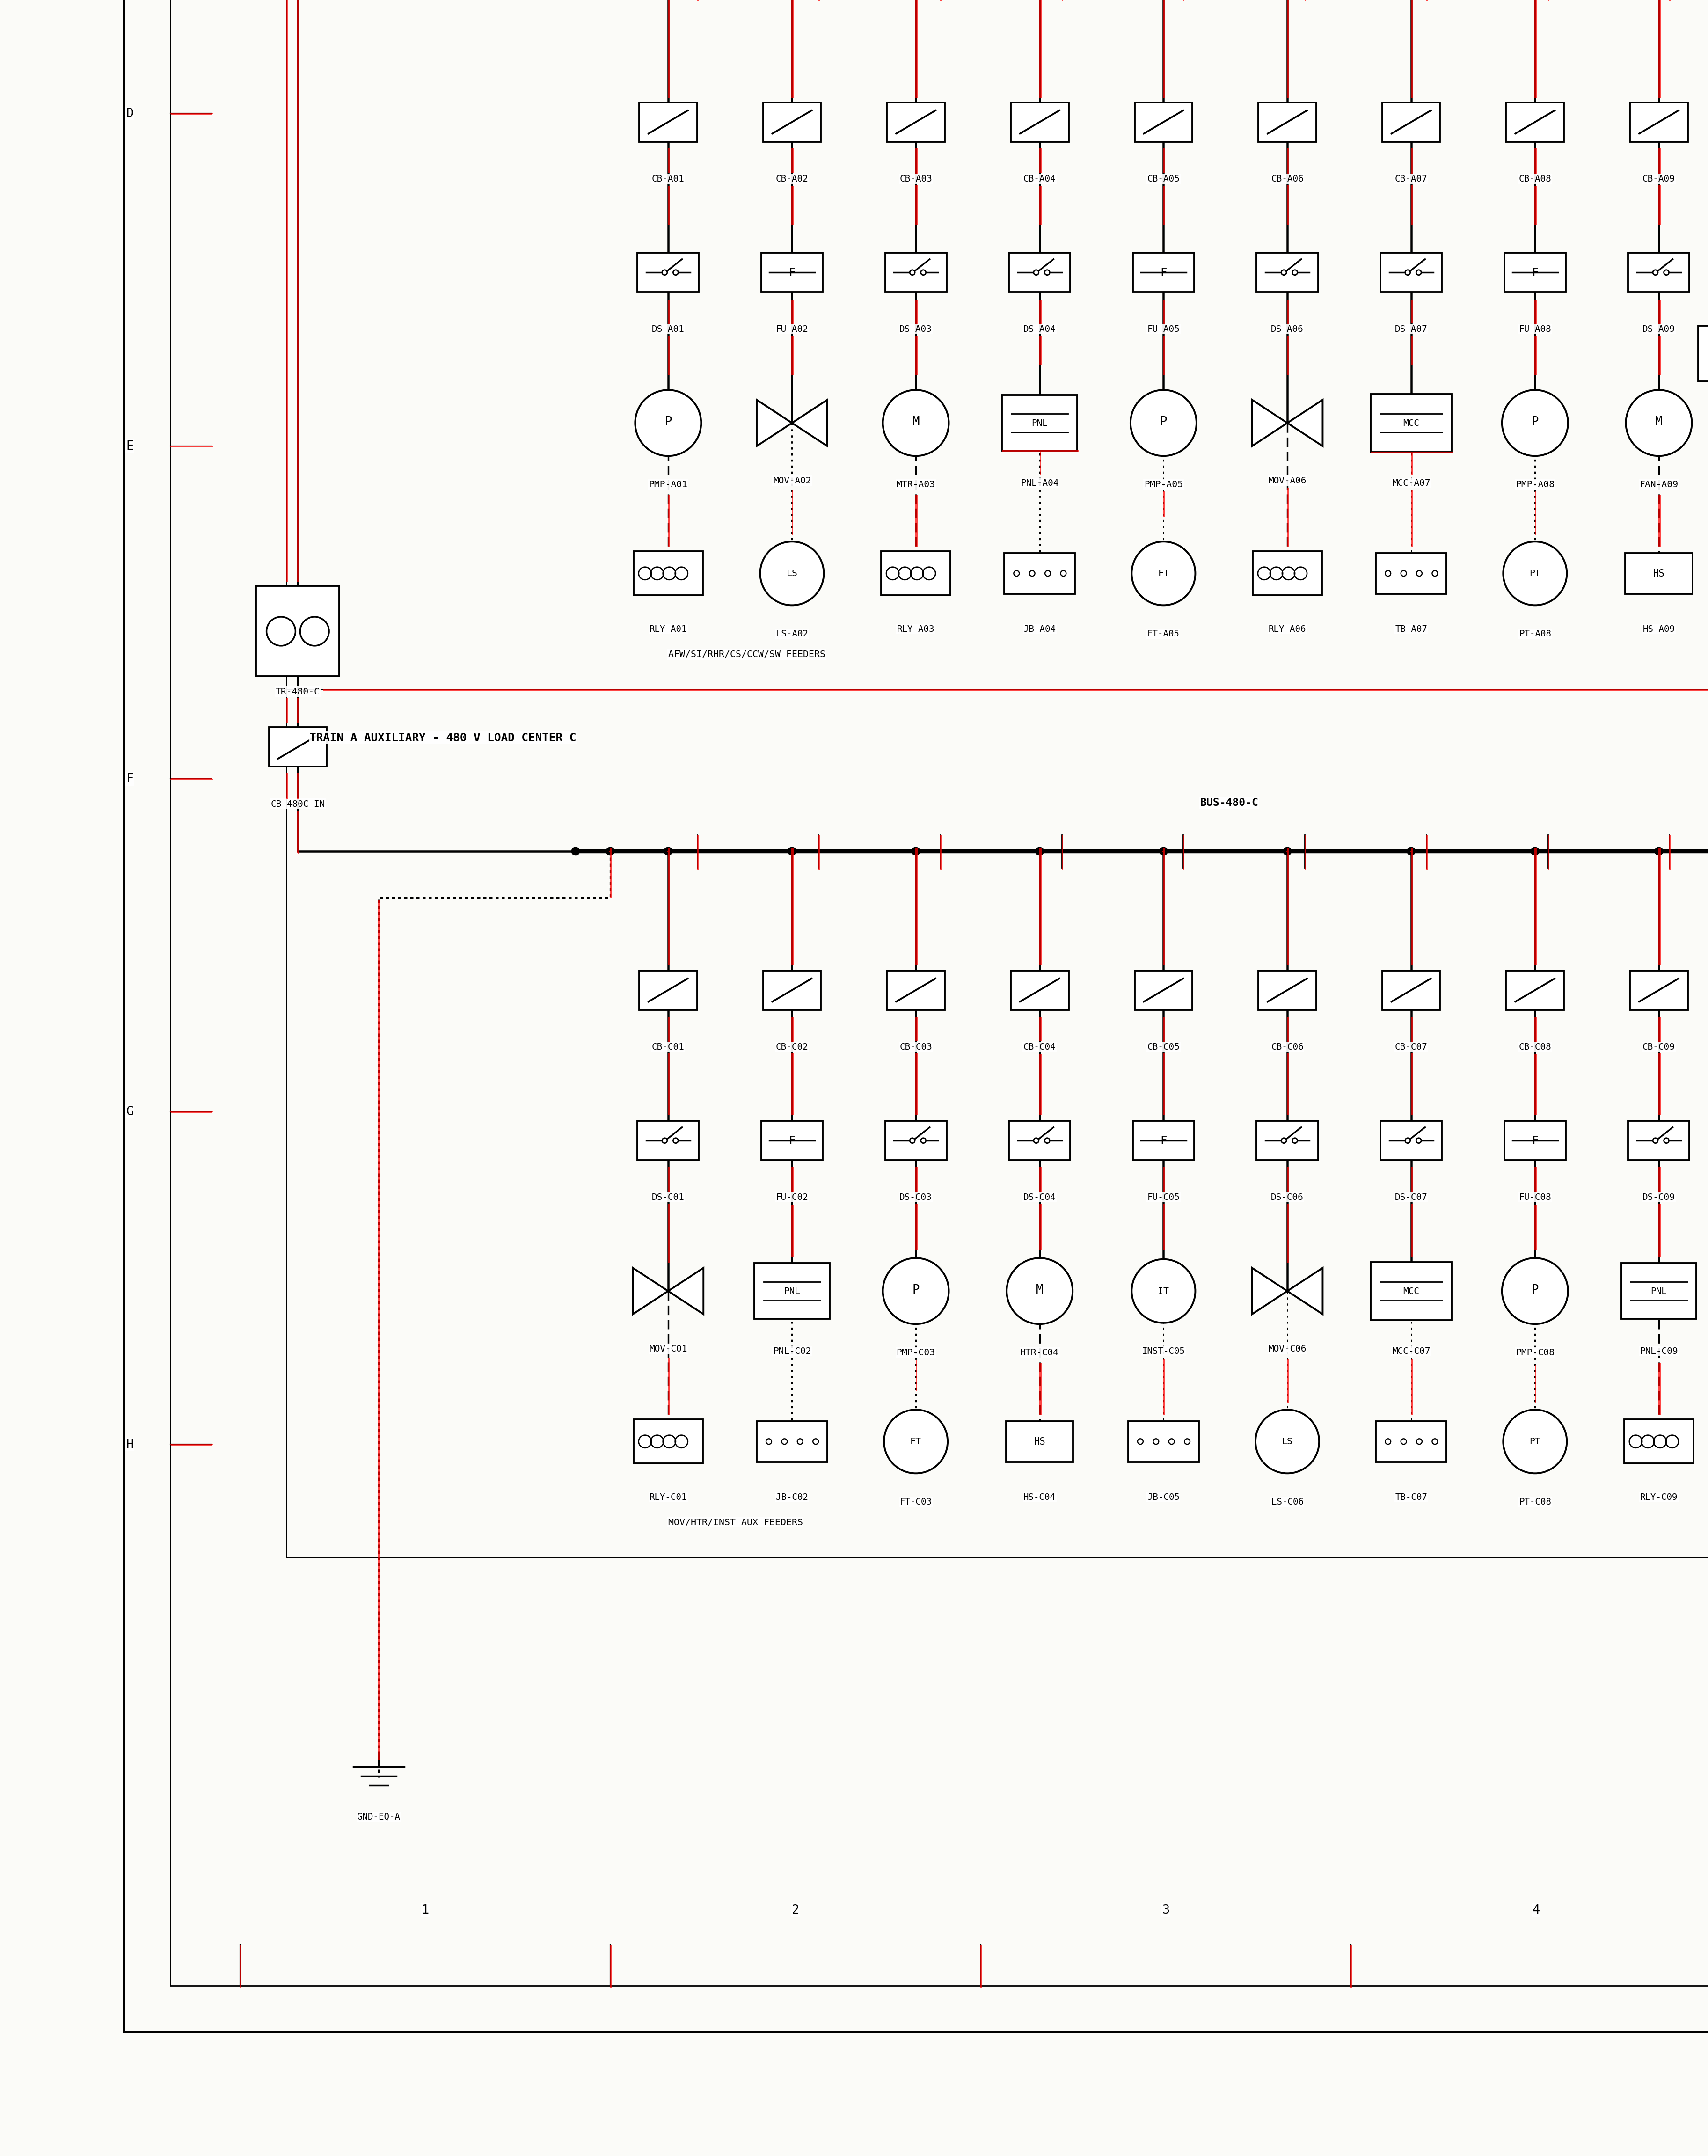 D
CB-A01 CB-A02 CB-A03 CB-A04 CB-A05 CB-A06 CB-A07 CB-A08 CB-A09
F F F
DS-A01 FU-A02 DS-A03 DS-A04 FU-A05 DS-A06 DS-A07 FU-A08 DS-A09
P M PNL P MCC P M
E
PMP-A01 MOV-A02 MTR-A03 PNL-A04 PMP-A05 MOV-A06 MCC-A07 PMP-A08 FAN-A09
LS FT PT HS
RLY-A01 LS-A02 RLY-A03 JB-A04 FT-A05 RLY-A06 TB-A07 PT-A08 HS-A09
AFW/SI/RHR/CS/CCW/SW FEEDERS
TR-480-C
TRAIN A AUXILIARY - 480 V LOAD CENTER C
F
CB-480C-IN BUS-480-C
CB-C01 CB-C02 CB-C03 CB-C04 CB-C05 CB-C06 CB-C07 CB-C08 CB-C09
G
F F F
DS-C01 FU-C02 DS-C03 DS-C04 FU-C05 DS-C06 DS-C07 FU-C08 DS-C09
PNL P M IT MCC P PNL
MOV-C01 PNL-C02 PMP-C03 HTR-C04 INST-C05 MOV-C06 MCC-C07 PMP-C08 PNL-C09
H FT HS LS PT
RLY-C01 JB-C02 FT-C03 HS-C04 JB-C05 LS-C06 TB-C07 PT-C08 RLY-C09
MOV/HTR/INST AUX FEEDERS
GND-EQ-A
1 2 3 4